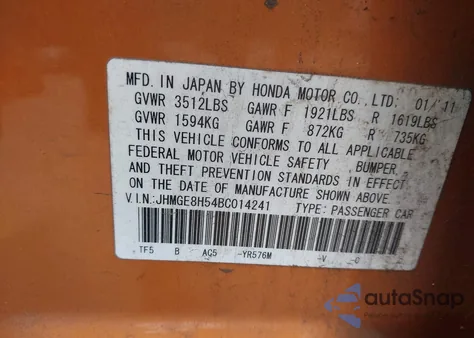 MFD. IN JAPAN BY HONDA MOTOR CO., LTD. 01/11
GVWR 3512LBS GAWR F 1921LBS R 1619LBS
GVWR 1594KG GAWR F 872KG R 735KG
THIS VEHICLE CONFORMS TO ALL APPLICABLE
FEDERAL MOTOR VEHICLE SAFETY, BUMPER,
AND THEFT PREVENTION STANDARDS IN EFFECT
ON THE DATE OF MANUFACTURE SHOWN ABOVE.
V.I.N:JHMGE8H54BC014241 TYPE: PASSENGER CAR
TF5 B AC5 -YR576M -V -C
autoSnap